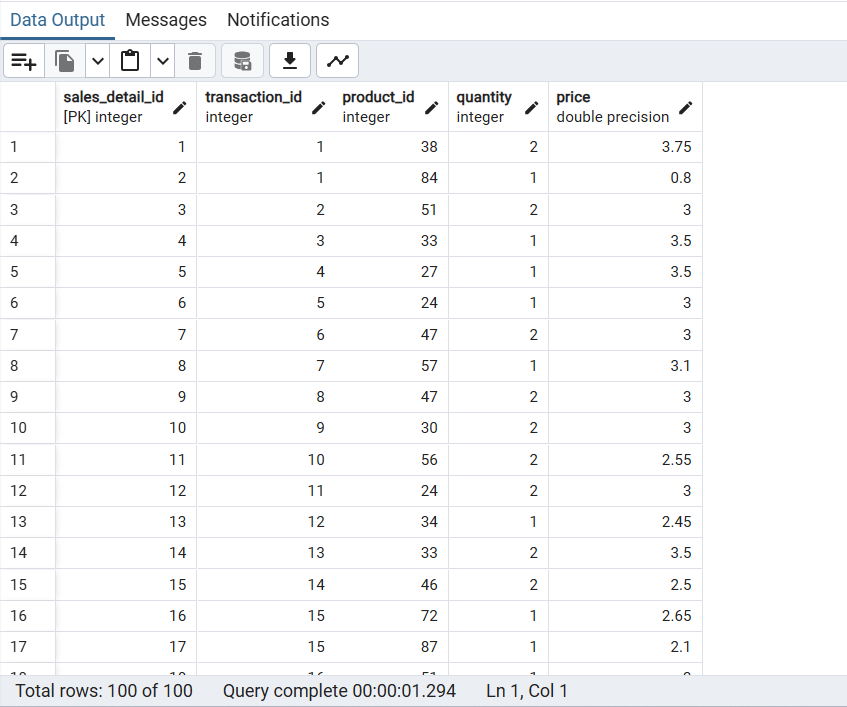 Data Output Messages Notifications
sales_detail_id transaction_id product_id quantity price
[PK] integer integer integer integer double precision
1 1 1 38 2 3.75
2 2 1 84 1 0.8
3 3 2 51 2 3
4 4 3 33 1 3.5
5 5 4 27 1 3.5
6 6 5 24 1 3
7 7 6 47 2 3
8 8 7 57 1 3.1
9 9 8 47 2 3
10 10 9 30 2 3
11 11 10 56 2 2.55
12 12 11 24 2 3
13 13 12 34 1 2.45
14 14 13 33 2 3.5
15 15 14 46 2 2.5
16 16 15 72 1 2.65
17 17 15 87 1 2.1
Total rows: 100 of 100 Query complete 00:00:01.294 Ln 1, Col 1